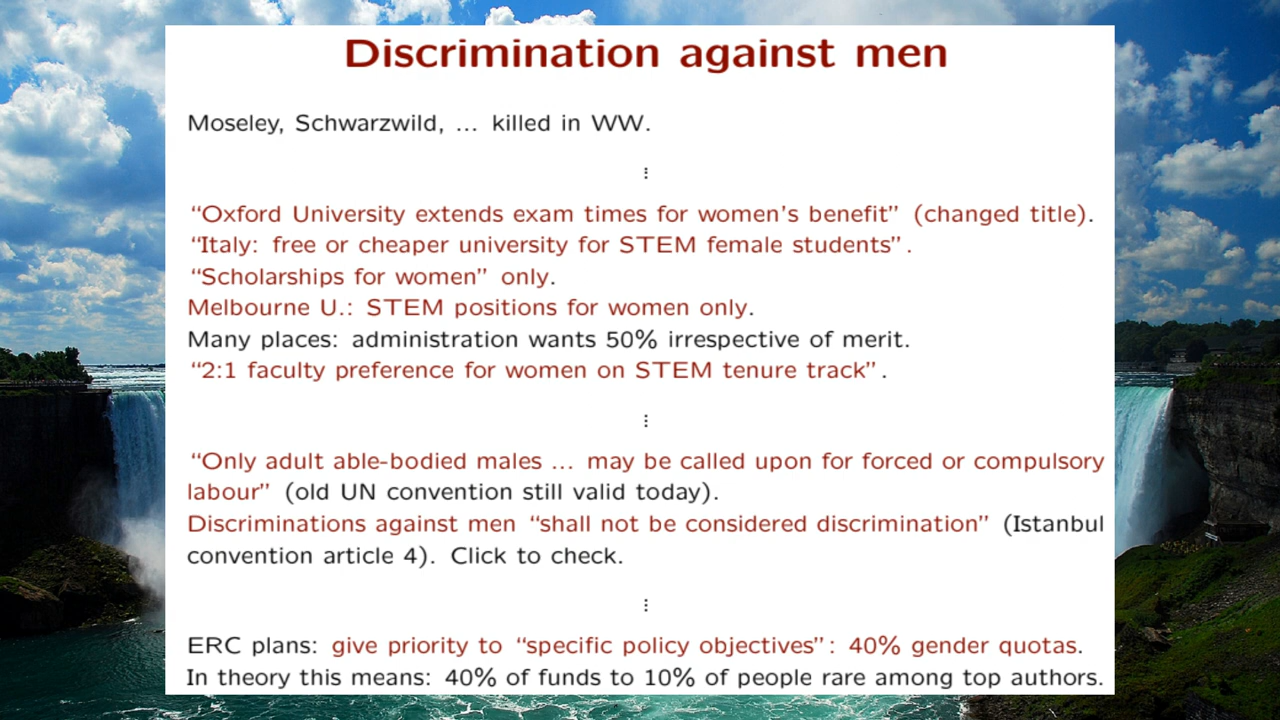 Discrimination against men
Moseley, Schwarzwild, ... killed in WW.
⋮
“Oxford University extends exam times for women’s benefit” (changed title).
“Italy: free or cheaper university for STEM female students”.
“Scholarships for women” only.
Melbourne U.: STEM positions for women only.
Many places: administration wants 50% irrespective of merit.
“2:1 faculty preference for women on STEM tenure track”.
⋮
“Only adult able-bodied males ... may be called upon for forced or compulsory
labour” (old UN convention still valid today).
Discriminations against men “shall not be considered discrimination” (Istanbul
convention article 4). Click to check.
⋮
ERC plans: give priority to “specific policy objectives”: 40% gender quotas.
In theory this means: 40% of funds to 10% of people rare among top authors.